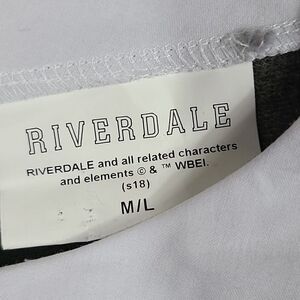 RIVERDALE
RIVERDALE and all related characters
and elements © & ™ WBEI.
(s18)
M/L